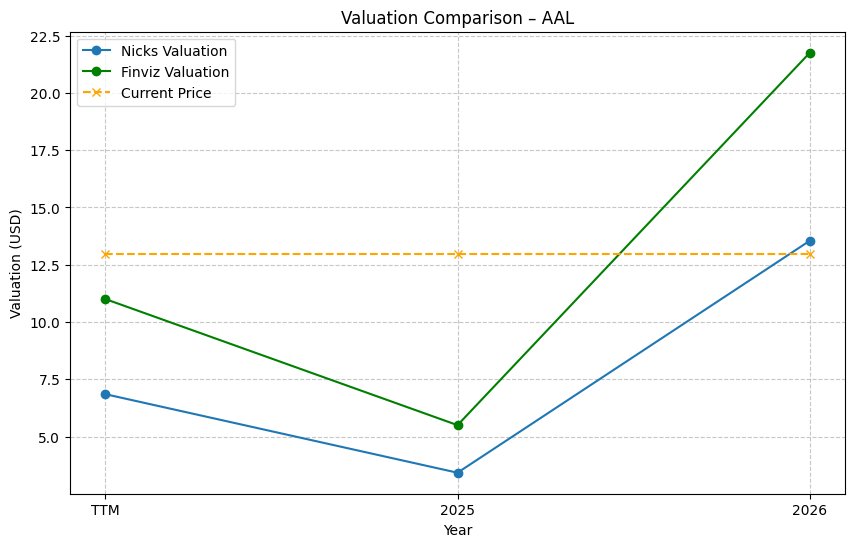 Valuation Comparison – AAL
Nicks Valuation
Finviz Valuation
Current Price
Valuation (USD)
22.5
20.0
17.5
15.0
12.5
10.0
7.5
5.0
TTM
2025
2026
Year